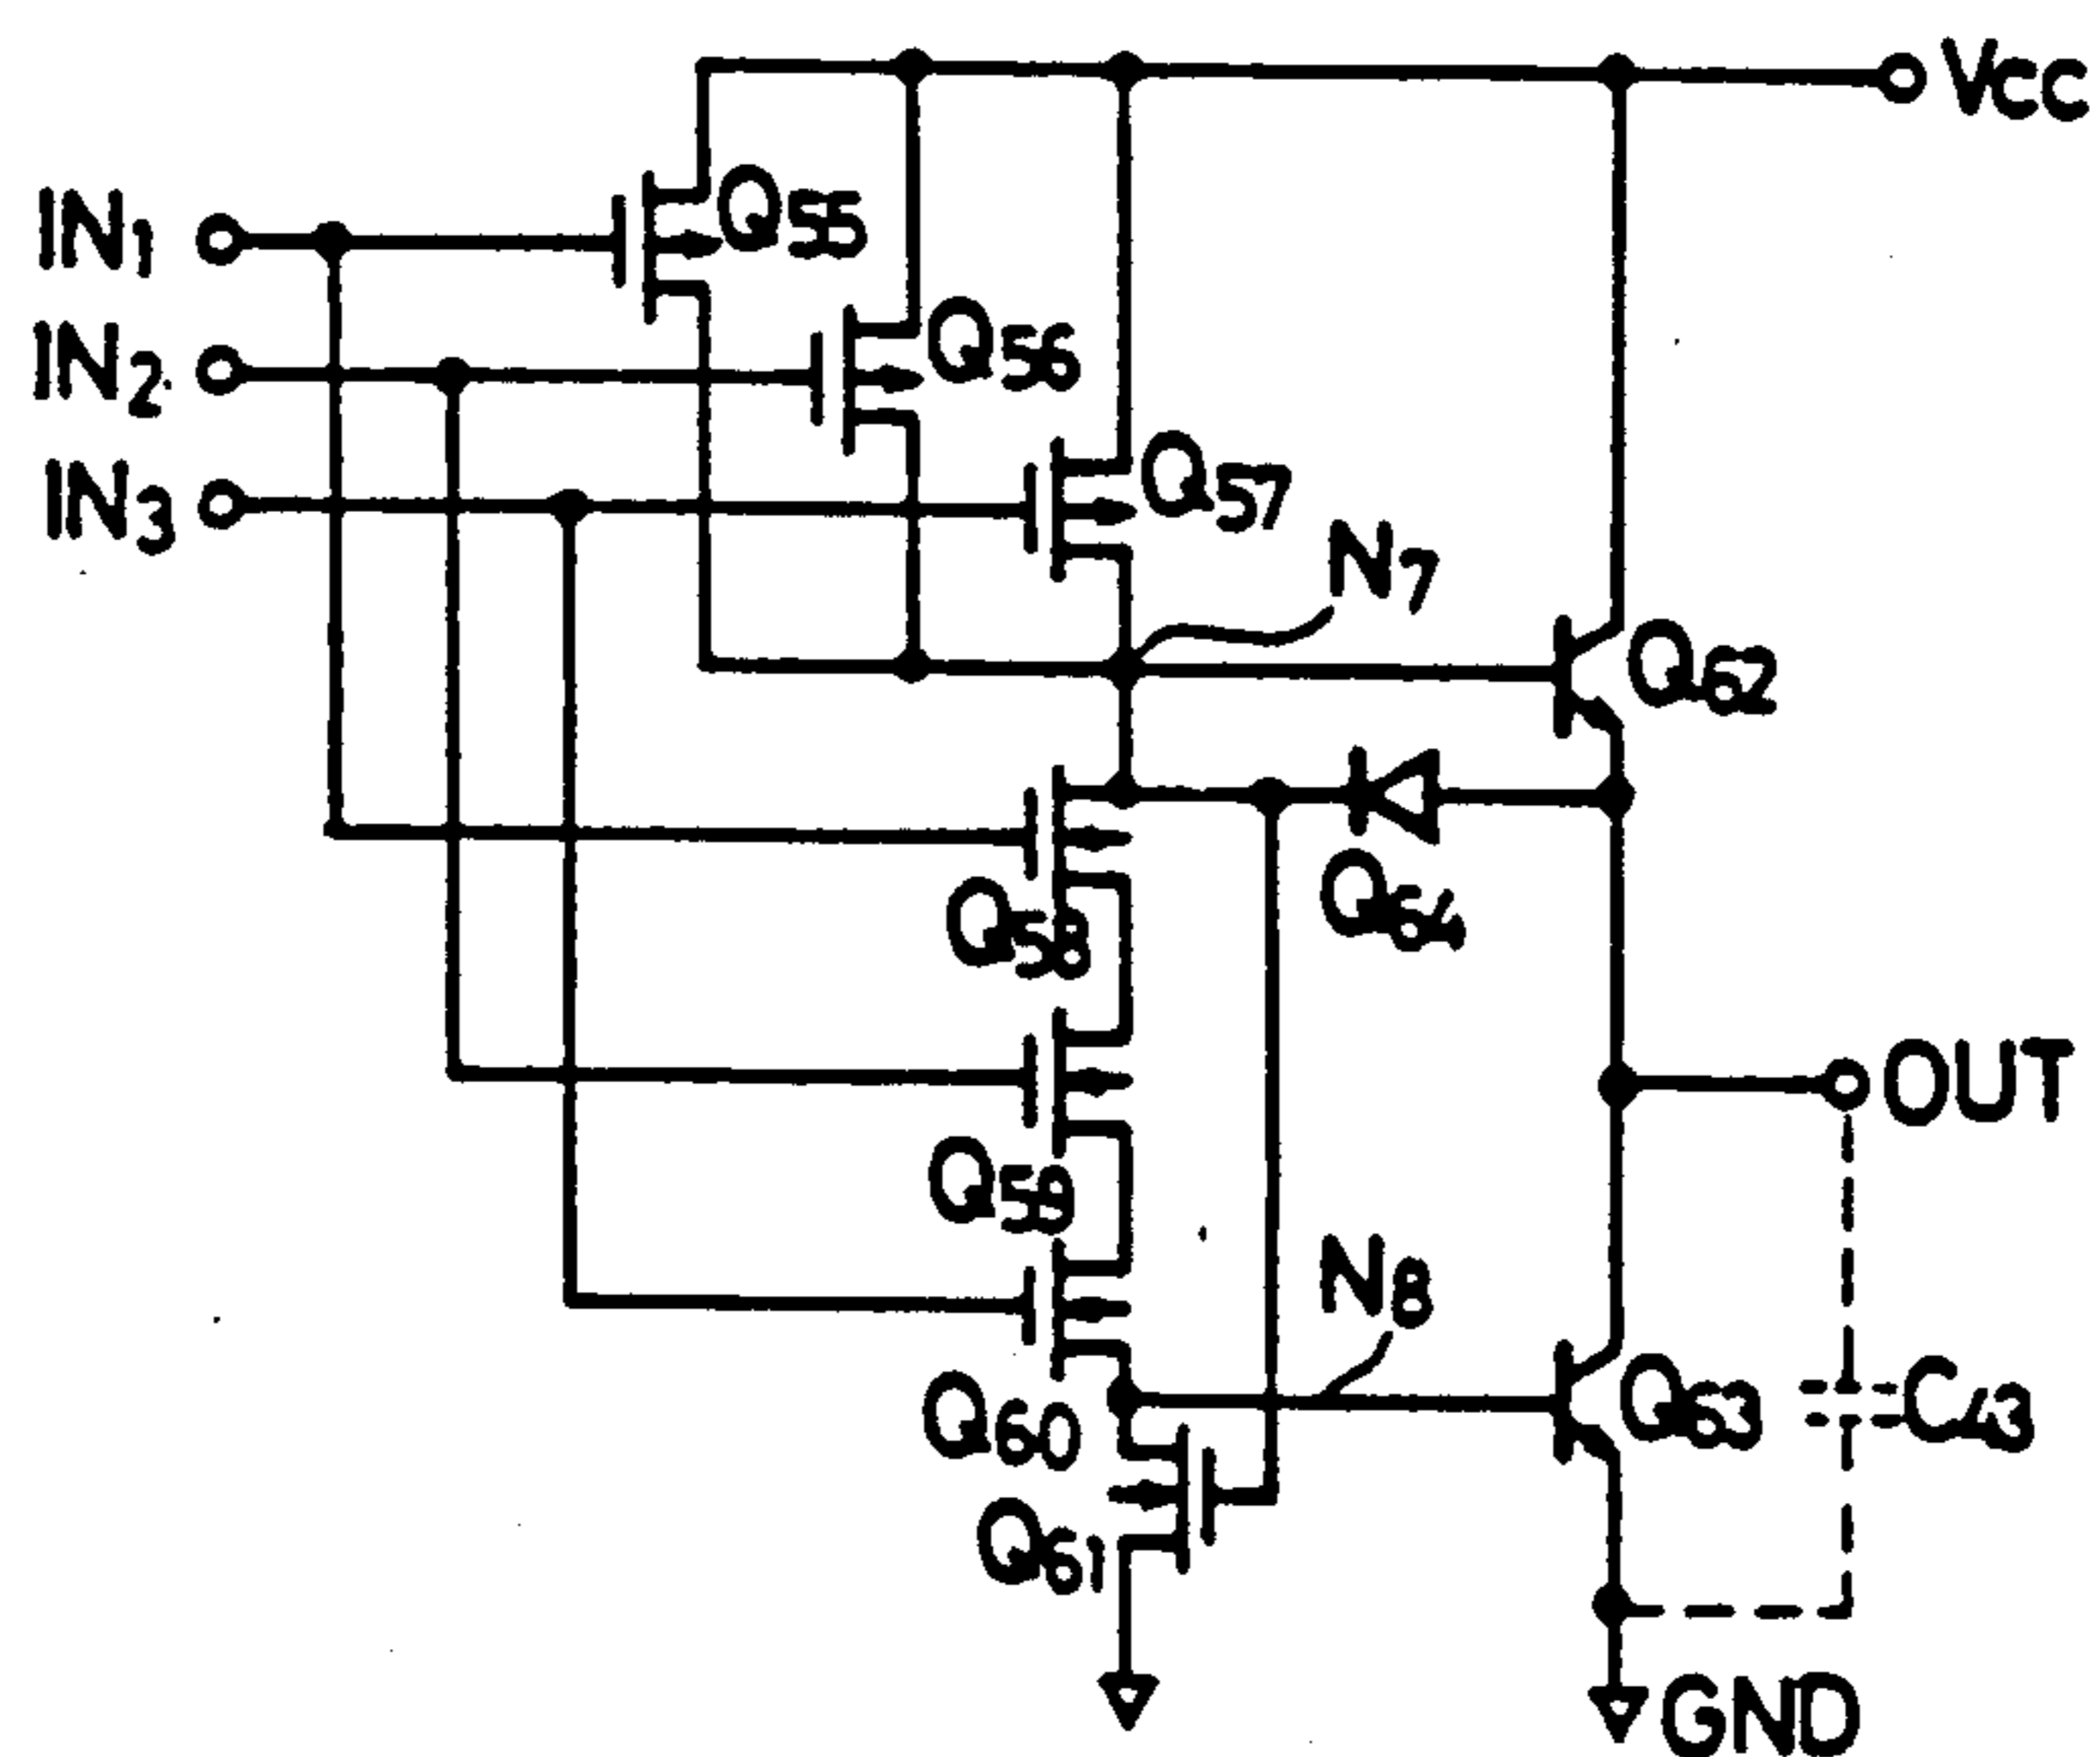 VCC
IN1
Q55
IN2
Q56
IN3
Q57
N7
Q62
Q64
Q58
OUT
Q59
N8
Q60
Q63
C43
Q61
GND